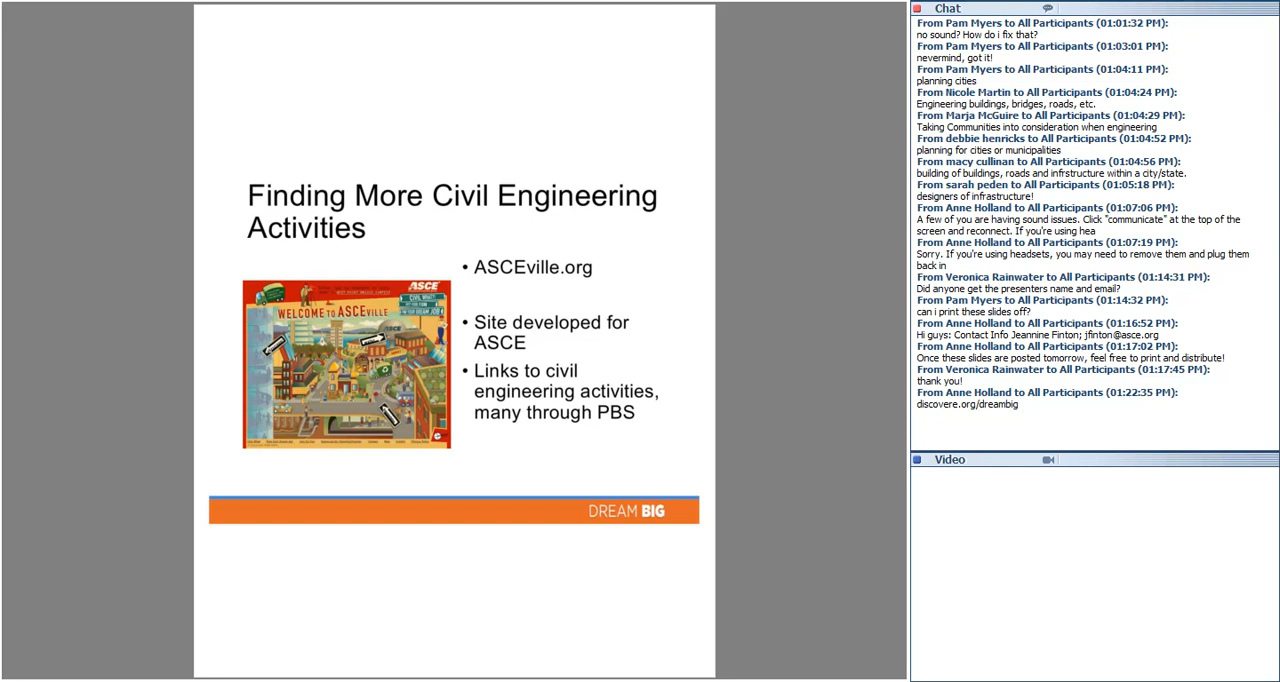 Finding More Civil Engineering
Activities
• ASCEville.org
ASCE
WELCOME TO ASCEVILLE
• Site developed for
ASCE
• Links to civil
engineering activities,
many through PBS
DREAM BIG
Chat
From Pam Myers to All Participants (01:01:32 PM):
no sound? How do i fix that?
From Pam Myers to All Participants (01:03:01 PM):
nevermind, got it!
From Pam Myers to All Participants (01:04:11 PM):
planning cities
From Nicole Martin to All Participants (01:04:24 PM):
Engineering buildings, bridges, roads, etc.
From Marja McGuire to All Participants (01:04:29 PM):
Taking Communities into consideration when engineering
From debbie henricks to All Participants (01:04:52 PM):
planning for cities or municipalities
From macy cullinan to All Participants (01:04:56 PM):
building of buildings, roads and infrstructure within a city/state.
From sarah peden to All Participants (01:05:18 PM):
designers of infrastructure!
From Anne Holland to All Participants (01:07:06 PM):
A few of you are having sound issues. Click "communicate" at the top of the
screen and reconnect. If you're using hea
From Anne Holland to All Participants (01:07:19 PM):
Sorry. If you're using headsets, you may need to remove them and plug them
back in
From Veronica Rainwater to All Participants (01:14:31 PM):
Did anyone get the presenters name and email?
From Pam Myers to All Participants (01:14:32 PM):
can i print these slides off?
From Anne Holland to All Participants (01:16:52 PM):
Hi guys: Contact Info Jeannine Finton; jfinton@asce.org
From Anne Holland to All Participants (01:17:02 PM):
Once these slides are posted tomorrow, feel free to print and distribute!
From Veronica Rainwater to All Participants (01:17:45 PM):
thank you!
From Anne Holland to All Participants (01:22:35 PM):
discovere.org/dreambig
Video